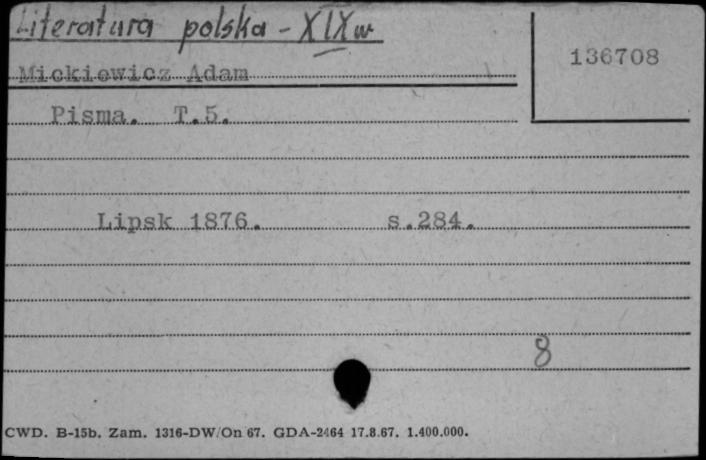 Literatura polska - XIXw
136708
Mickiewicz Adam
Pisma. T.5.
Lipsk 1876. s.284.
8
CWD. B-15b. Zam. 1316-DW/On 67. GDA-2464 17.8.67. 1.400.000.